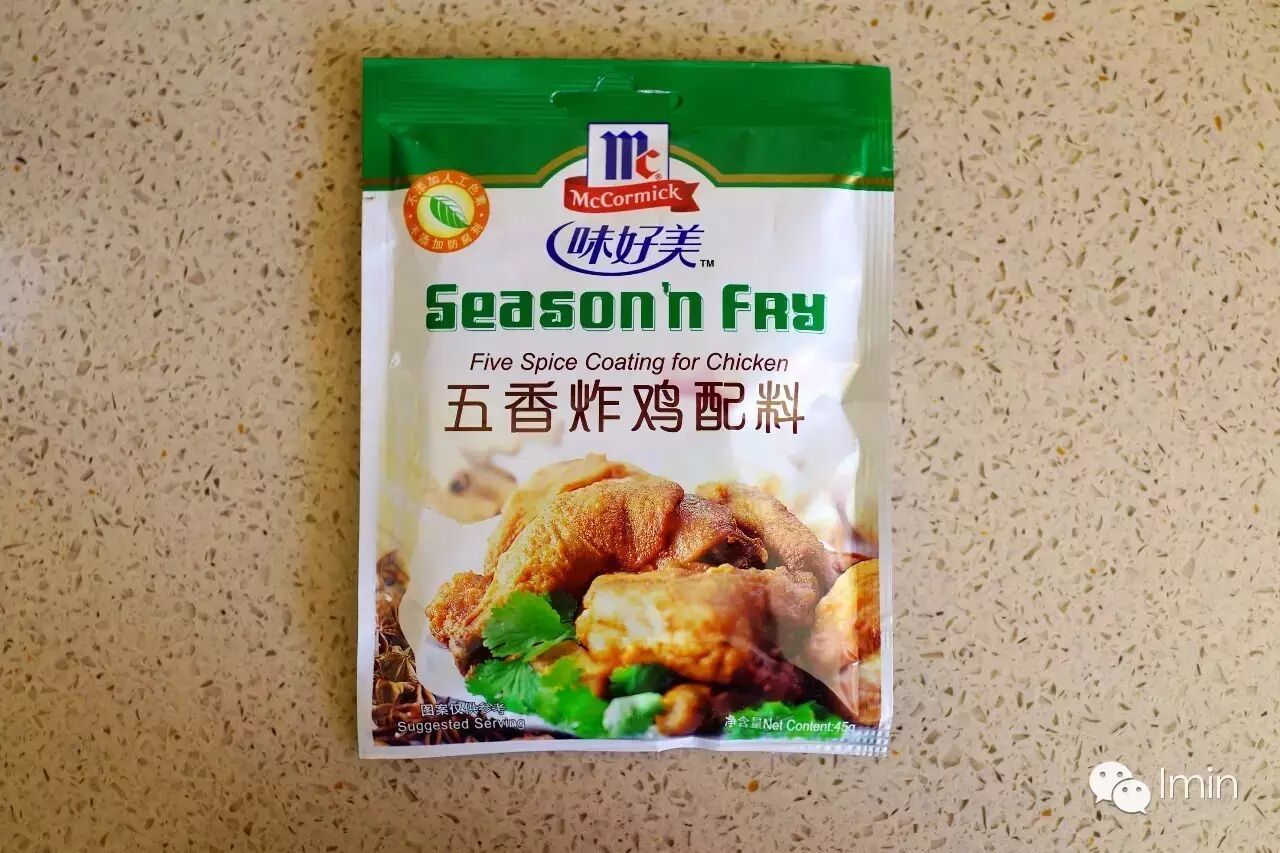 Mc
McCormick
不添加人工色素
不添加防腐剂
味好美™
Season'n Fry
Five Spice Coating for Chicken
五香炸鸡配料
图案仅供参考
Suggested Serving
净含量Net Content:45g
lmin